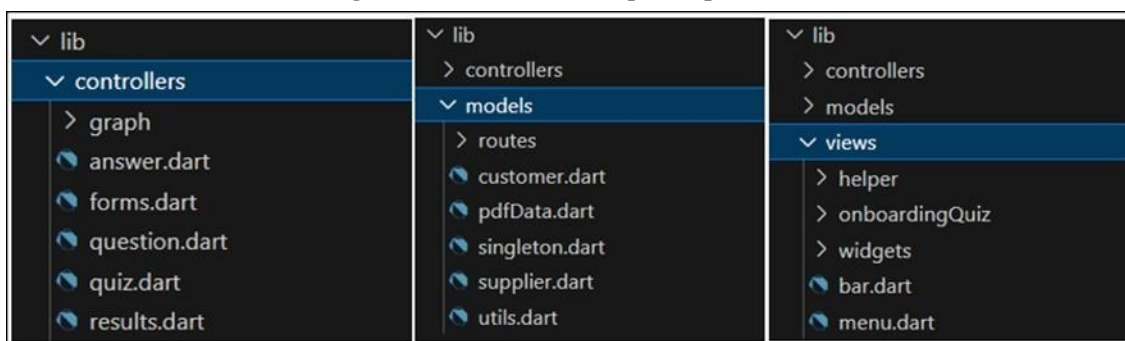 lib
controllers
graph
answer.dart
forms.dart
question.dart
quiz.dart
results.dart
lib
controllers
models
routes
customer.dart
pdfData.dart
singleton.dart
supplier.dart
utils.dart
lib
controllers
models
views
helper
onboardingQuiz
widgets
bar.dart
menu.dart